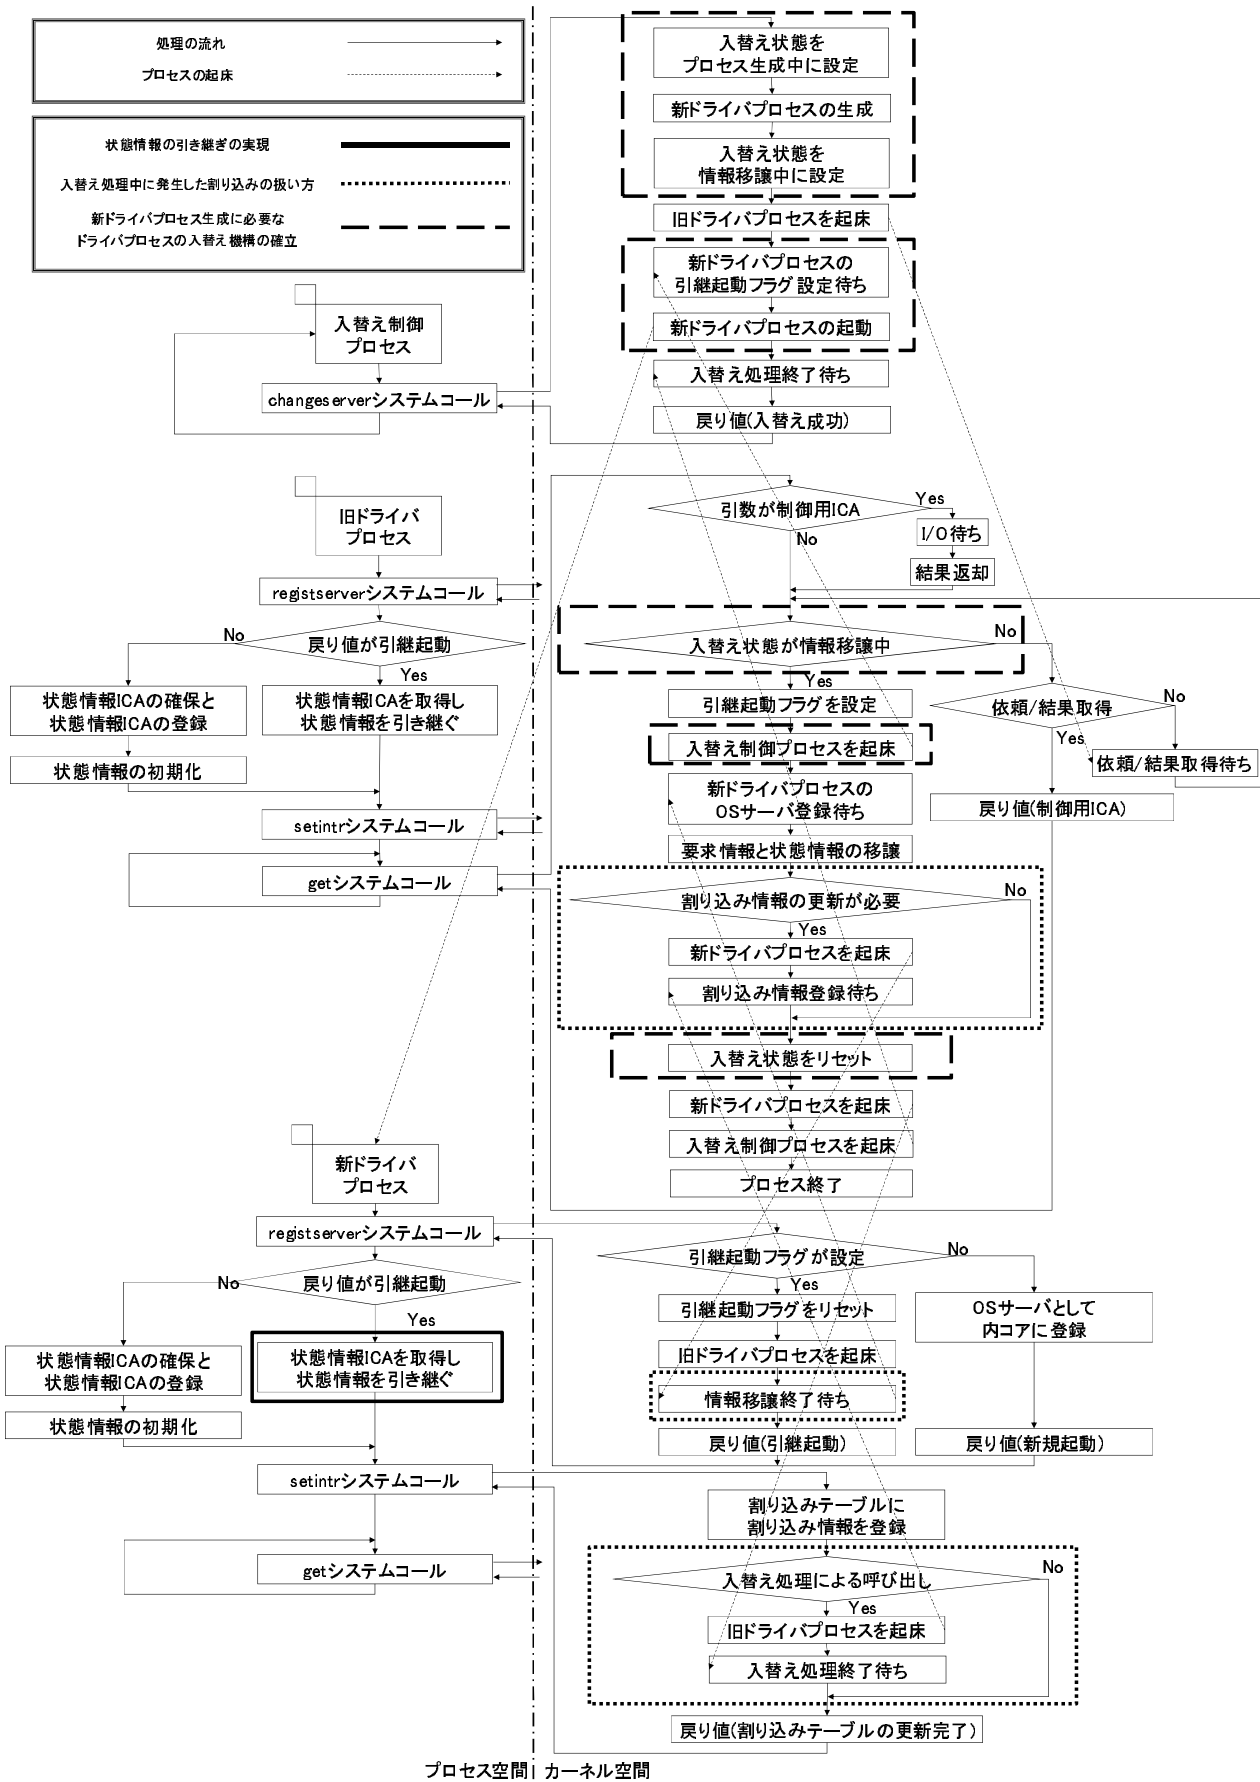 処理の流れ
プロセスの起床
状態情報の引き継ぎの実現
入替え処理中に発生した割り込みの扱い方
新ドライバプロセス生成に必要な
ドライバプロセスの入替え機構の確立
入替え状態を
プロセス生成中に設定
新ドライバプロセスの生成
入替え状態を
情報移譲中に設定
旧ドライバプロセスを起床
新ドライバプロセスの
引継起動フラグ設定待ち
新ドライバプロセスの起動
入替え処理終了待ち
戻り値(入替え成功)
入替え制御
プロセス
changeserverシステムコール
旧ドライバ
プロセス
registserverシステムコール
戻り値が引継起動
No
Yes
状態情報ICAの確保と
状態情報ICAの登録
状態情報の初期化
状態情報ICAを取得し
状態情報を引き継ぐ
setintrシステムコール
getシステムコール
引数が制御用ICA
Yes
No
I/O待ち
結果返却
入替え状態が情報移譲中
No
Yes
引継起動フラグを設定
入替え制御プロセスを起床
新ドライバプロセスの
OSサーバ登録待ち
要求情報と状態情報の移譲
依頼/結果取得
No
Yes
依頼/結果取得待ち
戻り値(制御用ICA)
割り込み情報の更新が必要
No
Yes
新ドライバプロセスを起床
割り込み情報登録待ち
入替え状態をリセット
新ドライバプロセスを起床
入替え制御プロセスを起床
プロセス終了
新ドライバ
プロセス
registserverシステムコール
戻り値が引継起動
No
Yes
状態情報ICAの確保と
状態情報ICAの登録
状態情報の初期化
状態情報ICAを取得し
状態情報を引き継ぐ
setintrシステムコール
getシステムコール
引継起動フラグが設定
No
Yes
引継起動フラグをリセット
旧ドライバプロセスを起床
情報移譲終了待ち
戻り値(引継起動)
OSサーバとして
内コアに登録
戻り値(新規起動)
割り込みテーブルに
割り込み情報を登録
入替え処理による呼び出し
No
Yes
旧ドライバプロセスを起床
入替え処理終了待ち
戻り値(割り込みテーブルの更新完了)
プロセス空間
カーネル空間